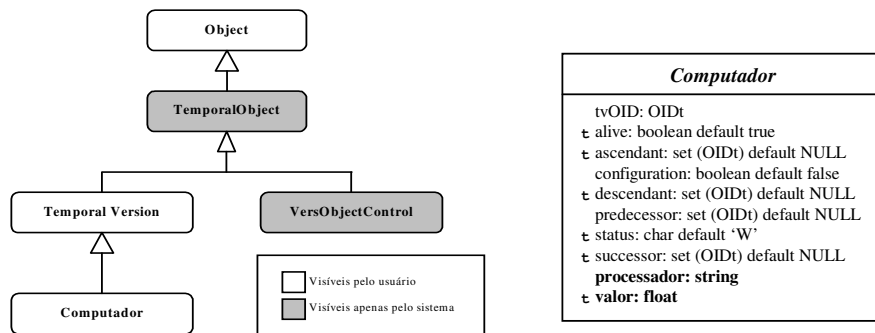 Object
TemporalObject
Temporal Version
VersObjectControl
Computador
Visíveis pelo usuário
Visíveis apenas pelo sistema
Computador
tvOID: OIDt
t alive: boolean default true
t ascendant: set (OIDt) default NULL
configuration: boolean default false
t descendant: set (OIDt) default NULL
predecessor: set (OIDt) default NULL
t status: char default ‘W’
t successor: set (OIDt) default NULL
processador: string
t valor: float